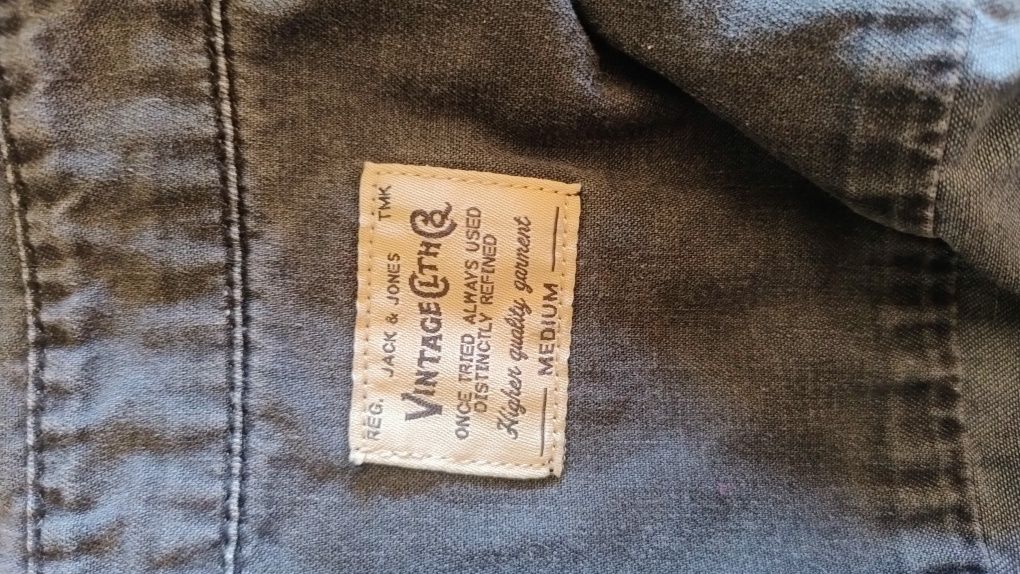 REG. JACK & JONES TMK
VINTAGE CLTH CO
ONCE TRIED ALWAYS USED
DISTINCTLY REFINED
Higher quality garment
MEDIUM